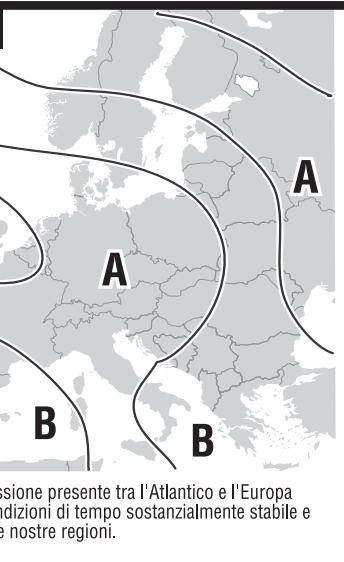 A
A
B
B
ssione presente tra l'Atlantico e l'Europa
ndizioni di tempo sostanzialmente stabile e
e nostre regioni.